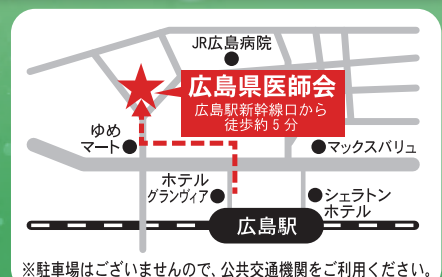 JR広島病院
広島県医師会
広島駅新幹線口から
徒歩約5分
ゆめ
マート
マックスバリュ
ホテル
グランヴィア
シェラトン
ホテル
広島駅
※駐車場はございませんので、公共交通機関をご利用ください。